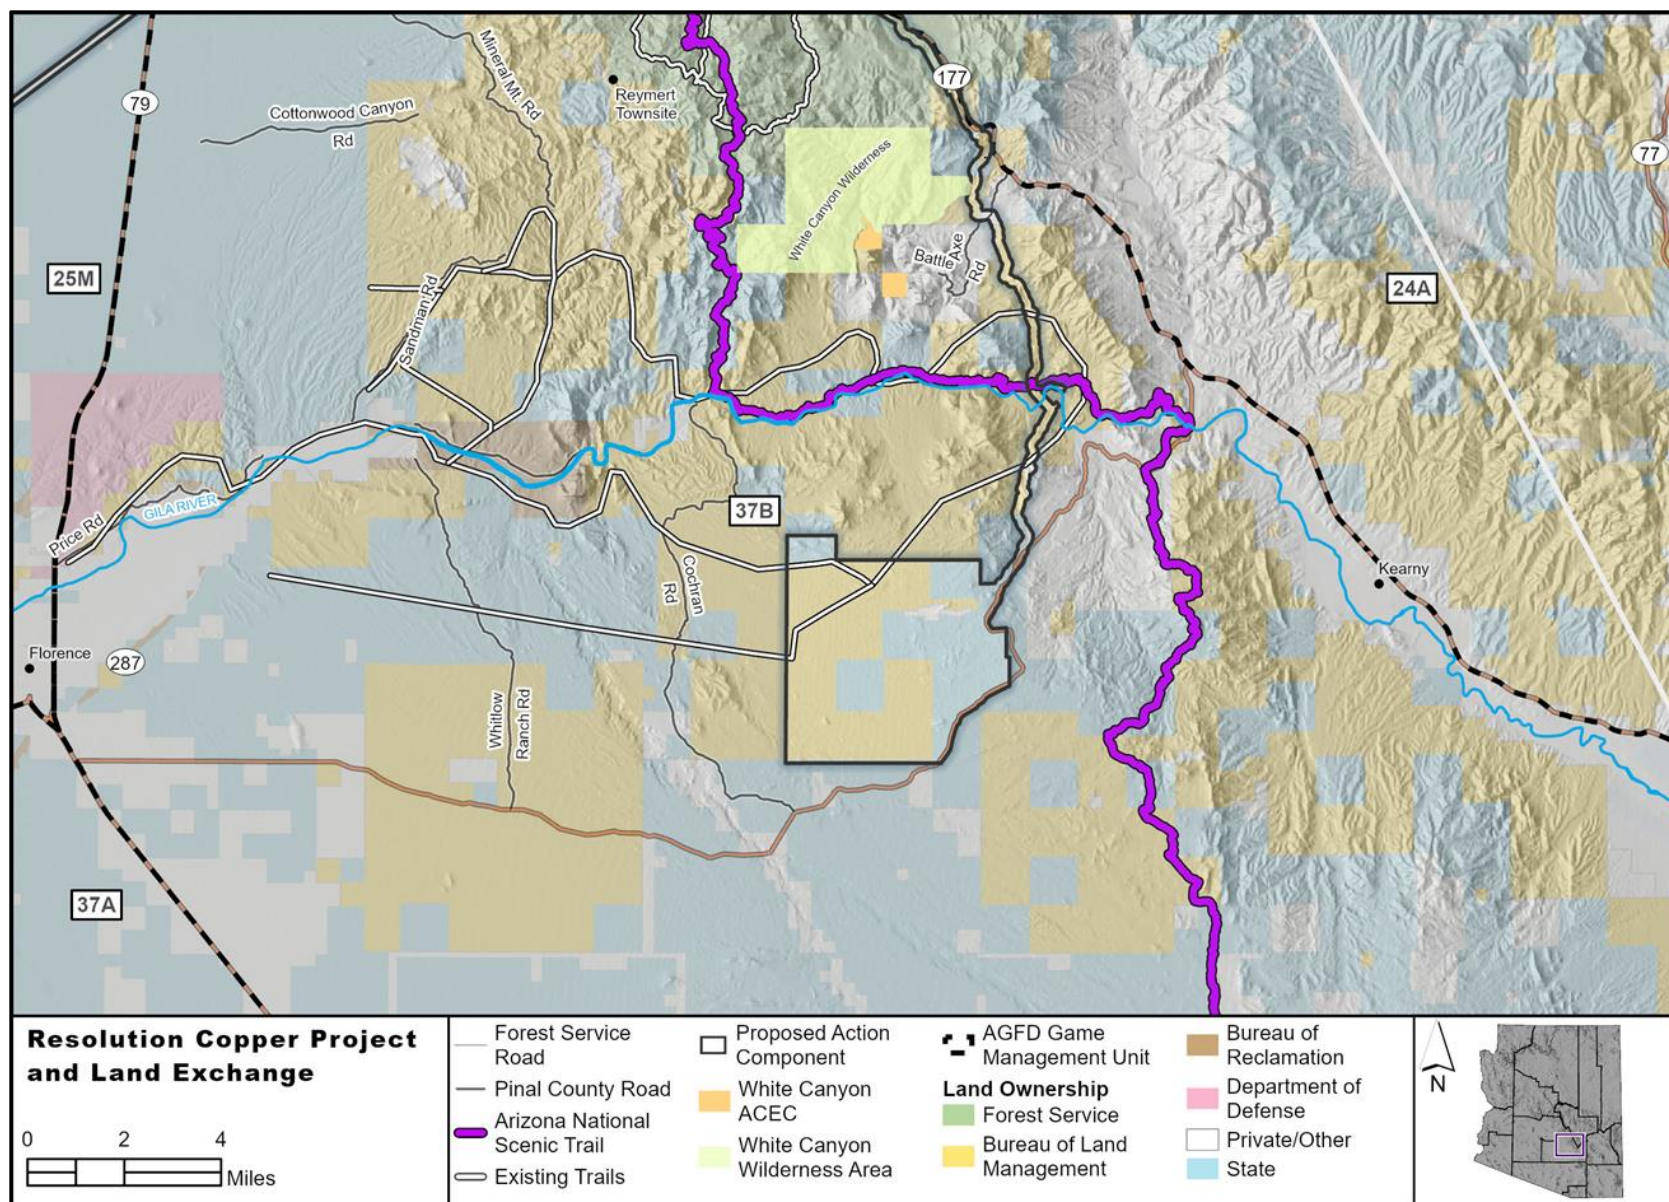 Mineral Mt. Rd
177
79
Reymert
Townsite
Cottonwood Canyon
Rd
77
White Canyon Wilderness
Battle Axe
Rd
25M
24A
Sandman Rd
GILA RIVER
37B
Price Rd
Cochran
Rd
Kearny
Florence
287
Whitlow
Ranch Rd
37A
Resolution Copper Project
and Land Exchange
0
2
4
Miles
Forest Service
Road
Pinal County Road
Arizona National
Scenic Trail
Existing Trails
Proposed Action
Component
White Canyon
ACEC
White Canyon
Wilderness Area
AGFD Game
Management Unit
Land Ownership
Forest Service
Bureau of Land
Management
Bureau of
Reclamation
Department of
Defense
Private/Other
State
N